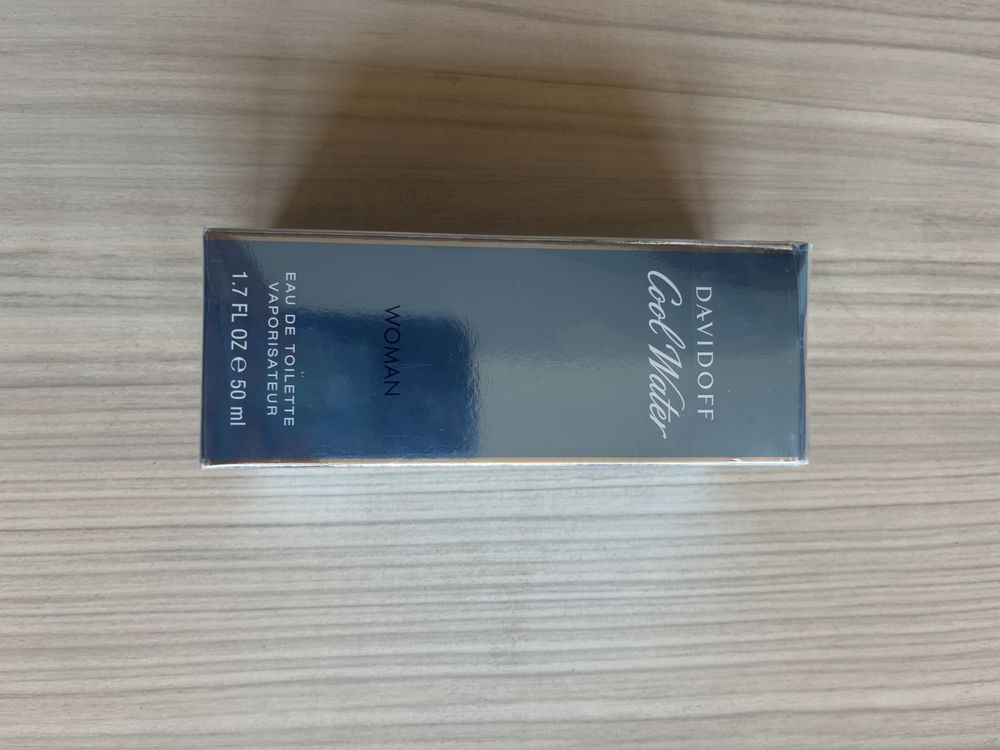 DAVIDOFF
Cool Water
WOMAN
EAU DE TOILETTE
VAPORISATEUR
1.7 FL OZ e 50 ml